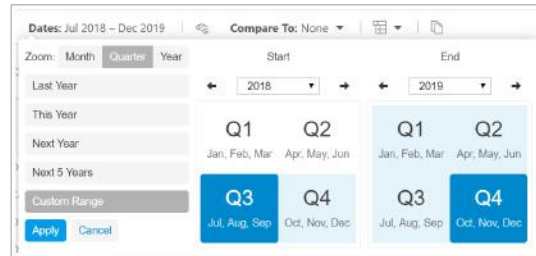 Dates: Jul 2018 – Dec 2019 Compare To: None
Zoom: Month Quarter Year
Start
End
Last Year
This Year
Next Year
Next 5 Years
Custom Range
Apply Cancel
2018
2019
Q1 Q2
Jan, Feb, Mar Apr, May, Jun
Q3 Q4
Jul, Aug, Sep Oct, Nov, Dec
Q1 Q2
Jan, Feb, Mar Apr, May, Jun
Q3 Q4
Jul, Aug, Sep Oct, Nov, Dec